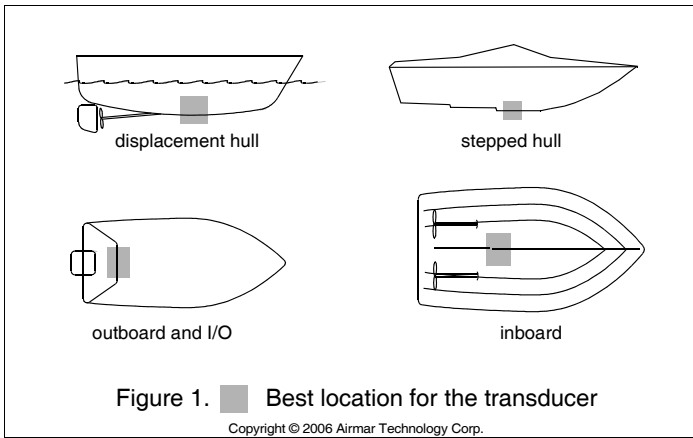 displacement hull
stepped hull
outboard and I/O
inboard
Figure 1. Best location for the transducer
Copyright © 2006 Airmar Technology Corp.